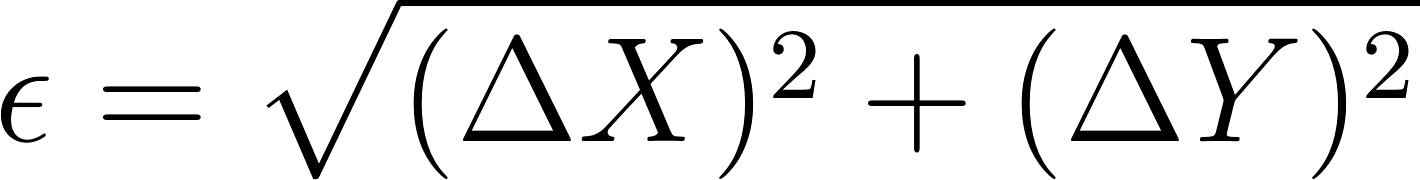 ϵ = √((ΔX)² + (ΔY)²)